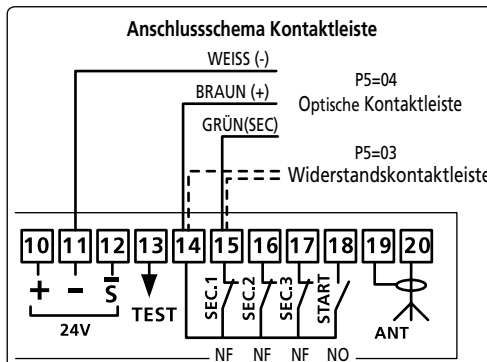 Anschlussschema Kontaktleiste
WEISS (-)
P5=04
BRAUN (+)
Optische Kontaktleiste
GRÜN(SEC)
P5=03
Widerstandskontaktleiste
10 11 12 13 14 15 16 17 18 19 20
+ - S
24V
TEST
SEC.1
SEC.2
SEC.3
START
ANT
NF NF NF NO